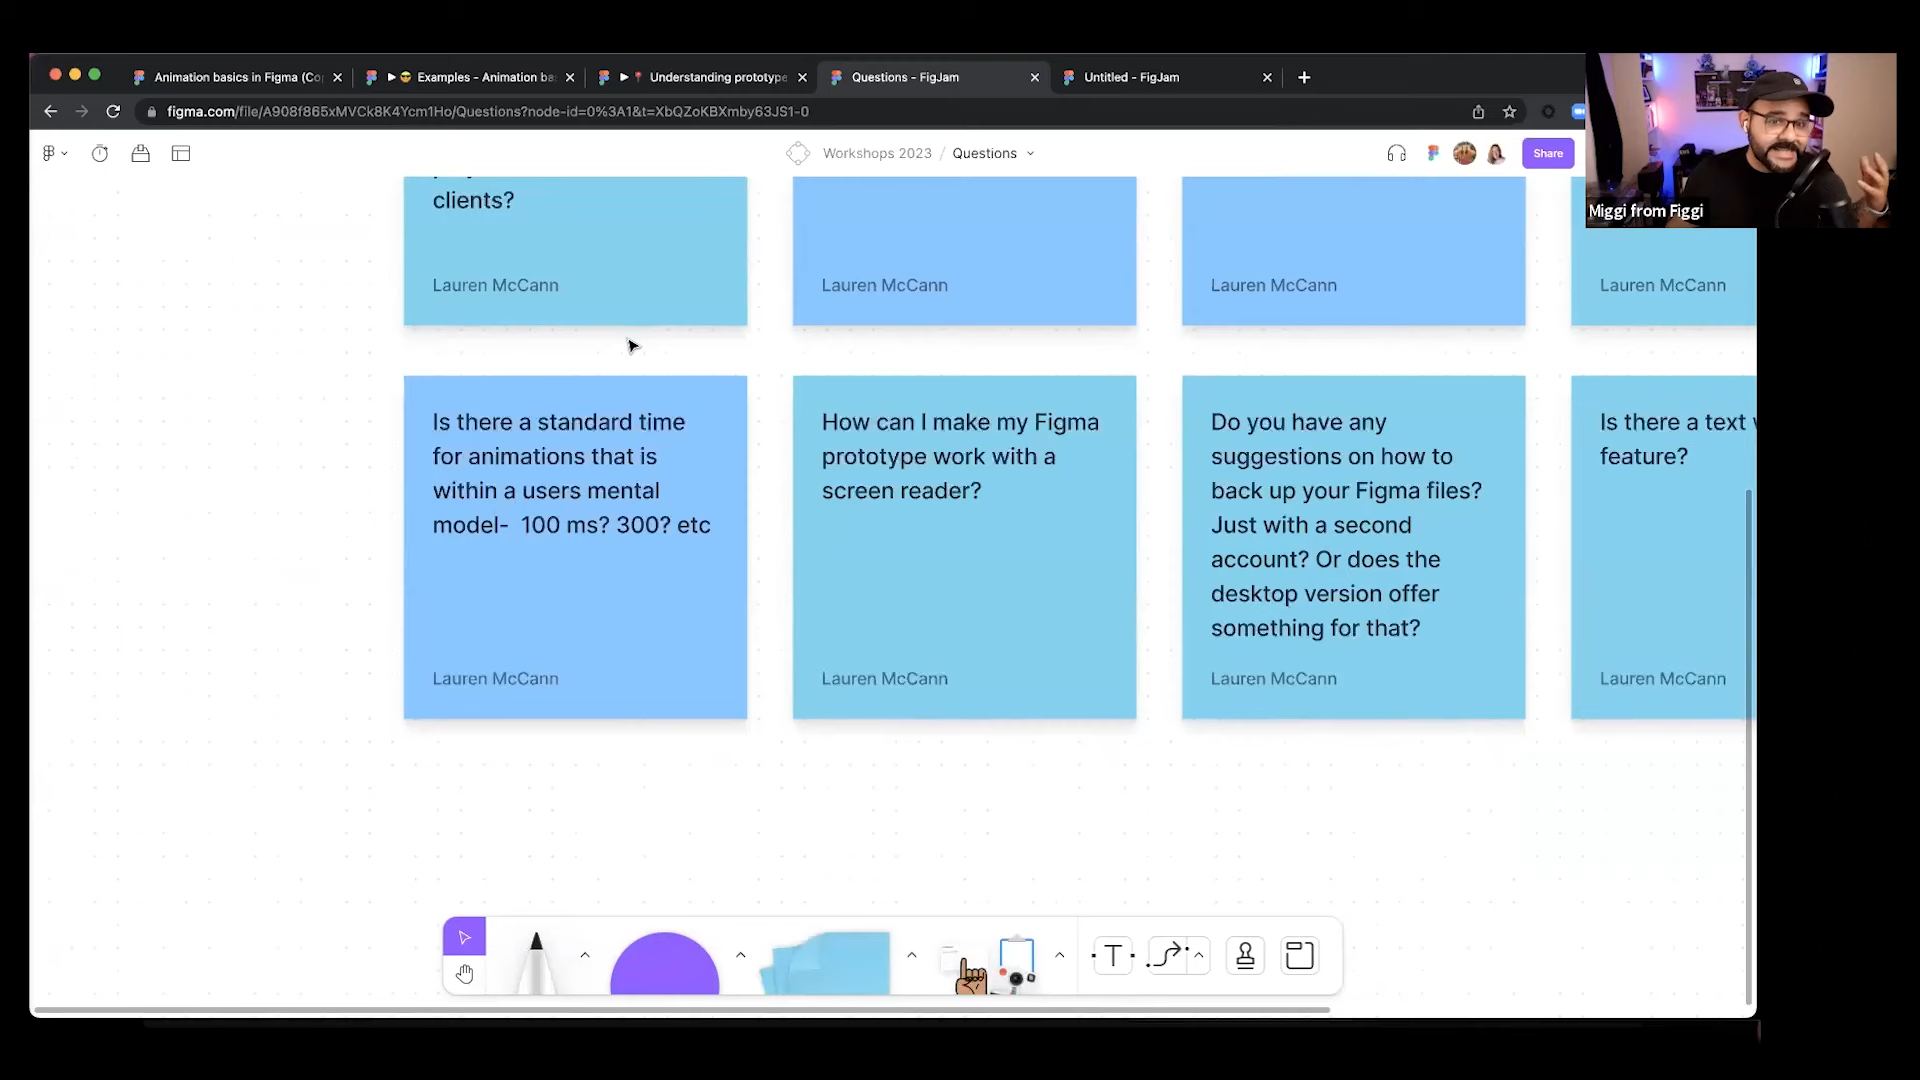 Animation basics in Figma (Co
Examples - Animation ba
Understanding prototype
Questions - FigJam
Untitled - FigJam
figma.com/file/A908f865xMVCk8K4Ycm1Ho/Questions?node-id=0%3A1&t=XbQZoKBXmby63JS1-0
Workshops 2023 / Questions
Share
Miggi from Figgi
clients?
Lauren McCann
Lauren McCann
Lauren McCann
Lauren McCann
Is there a standard time
for animations that is
within a users mental
model-  100 ms? 300? etc
Lauren McCann
How can I make my Figma
prototype work with a
screen reader?
Lauren McCann
Do you have any
suggestions on how to
back up your Figma files?
Just with a second
account? Or does the
desktop version offer
something for that?
Lauren McCann
Is there a text
feature?
Lauren McCann
T